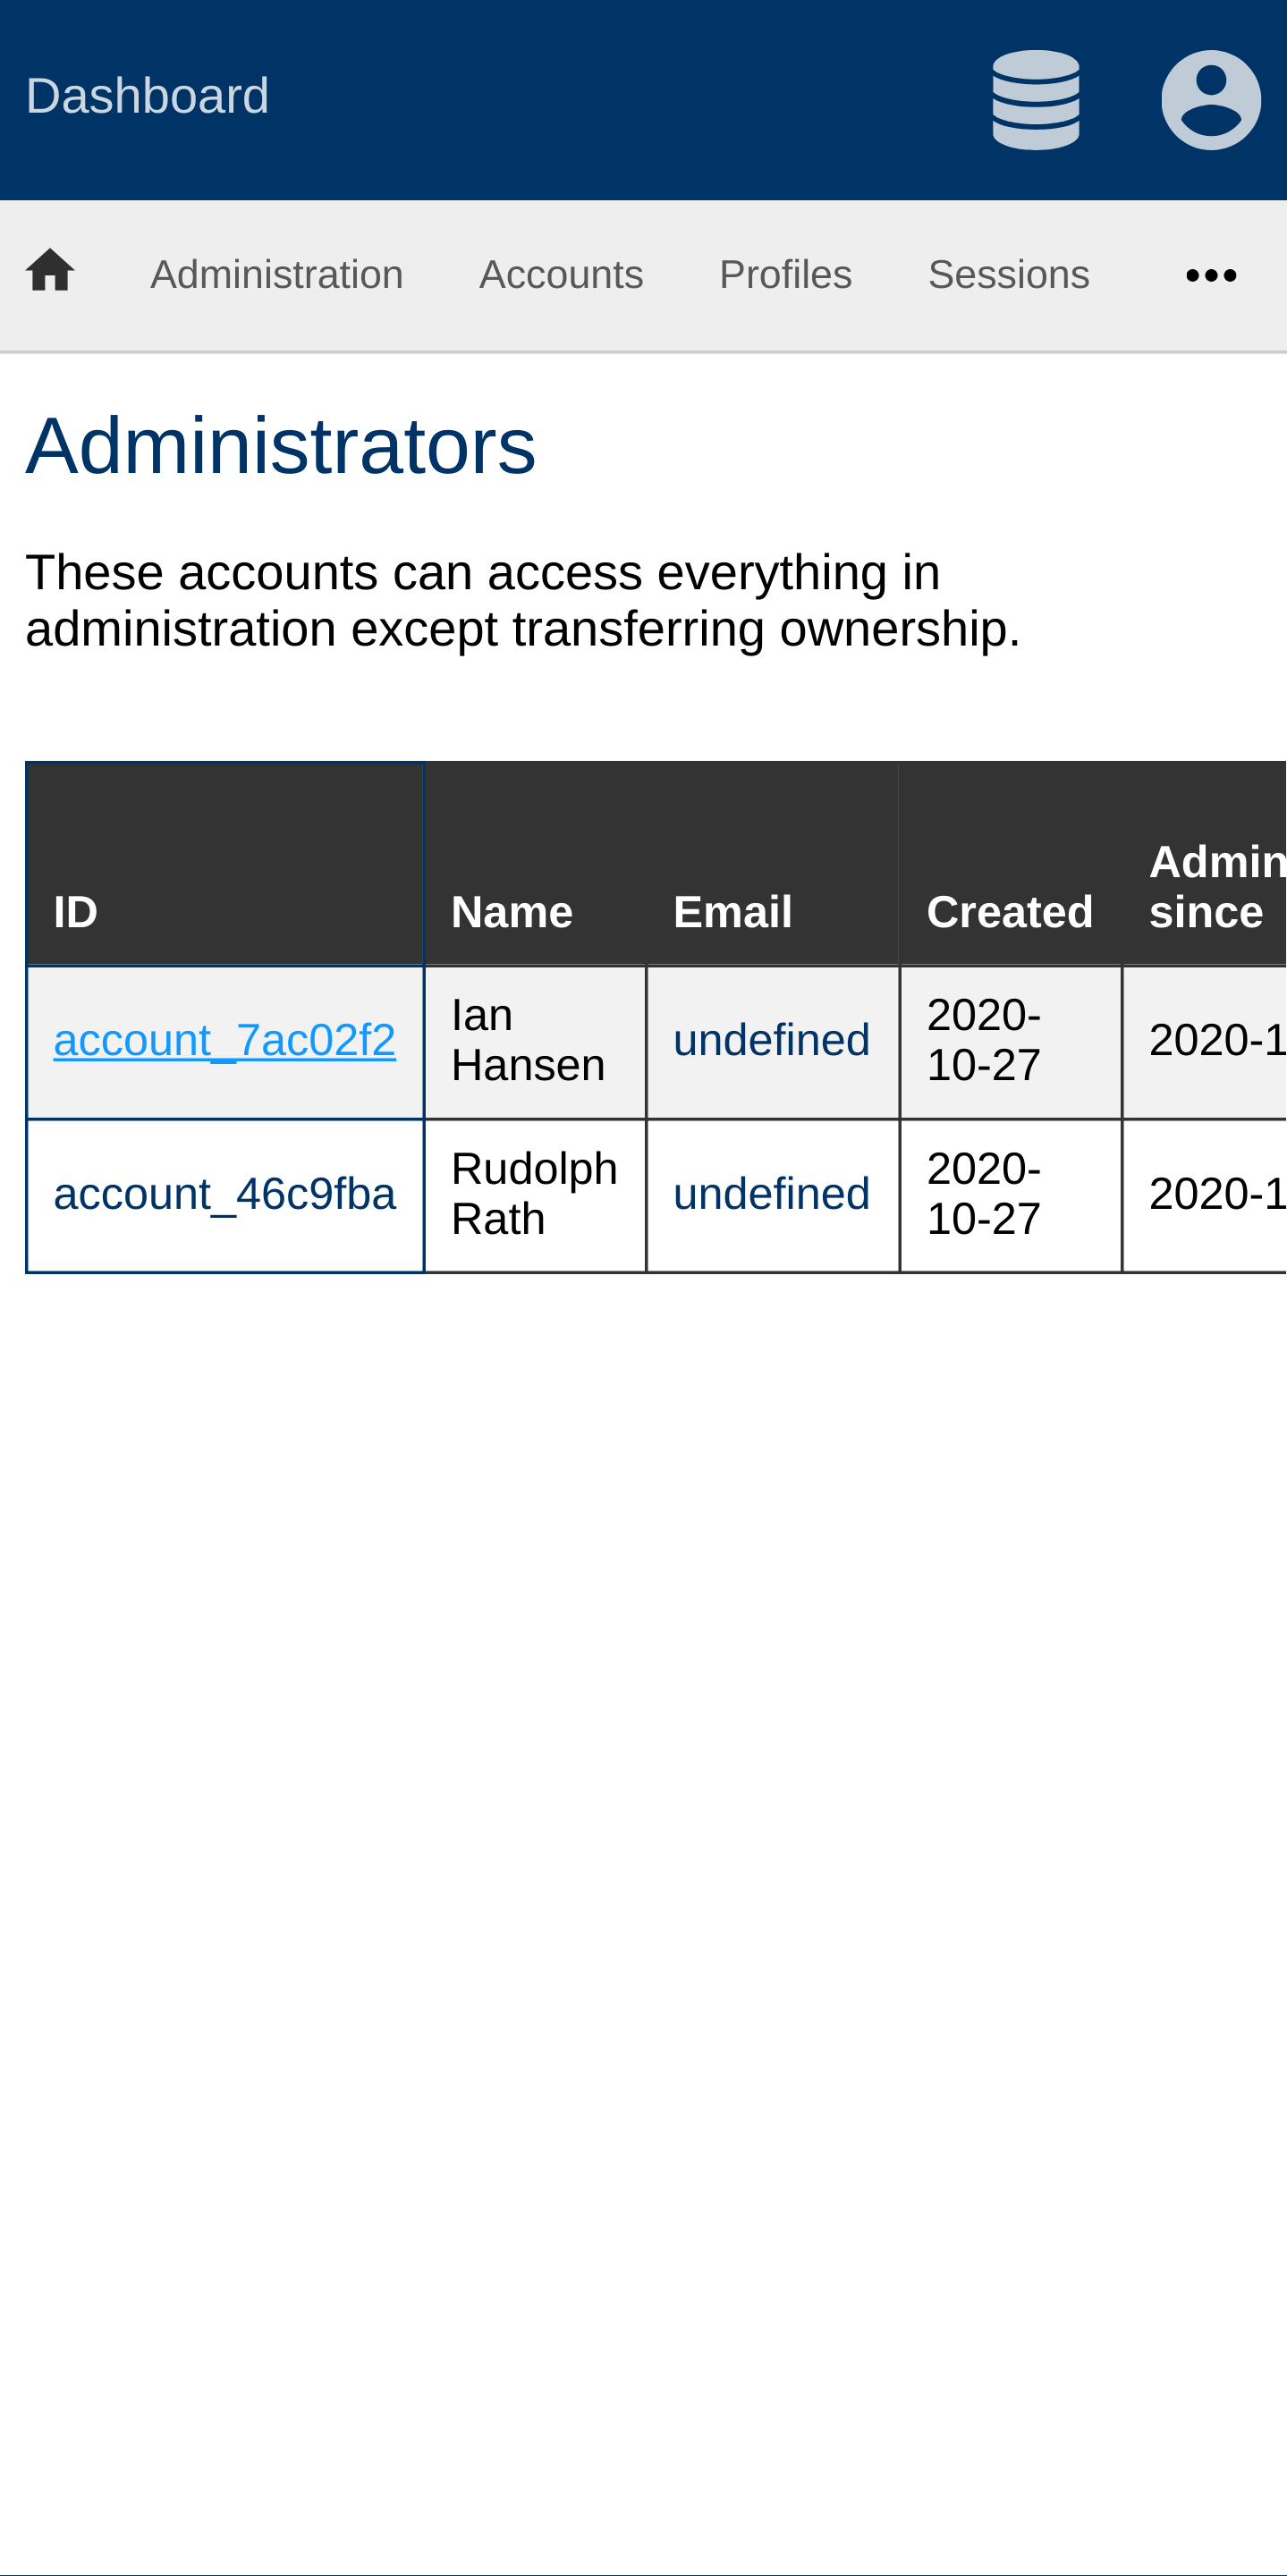 Dashboard
Administration Accounts Profiles Sessions
Administrators
These accounts can access everything in
administration except transferring ownership.
ID Name Email Created Admin since
account_7ac02f2 Ian Hansen undefined 2020-10-27 2020-1
account_46c9fba Rudolph Rath undefined 2020-10-27 2020-1